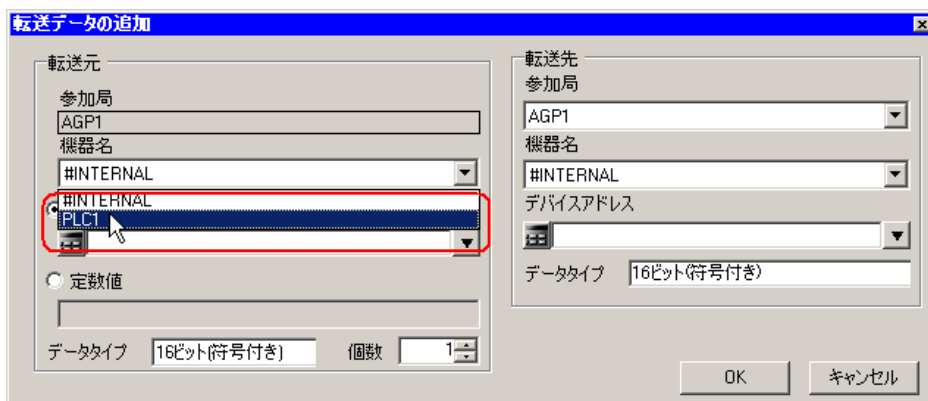 転送データの追加
転送元
参加局
AGP1
機器名
#INTERNAL
#INTERNAL
PLC1
定数値
データタイプ 16ビット(符号付き) 個数 1
転送先
参加局
AGP1
機器名
#INTERNAL
デバイスアドレス
データタイプ 16ビット(符号付き)
OK キャンセル